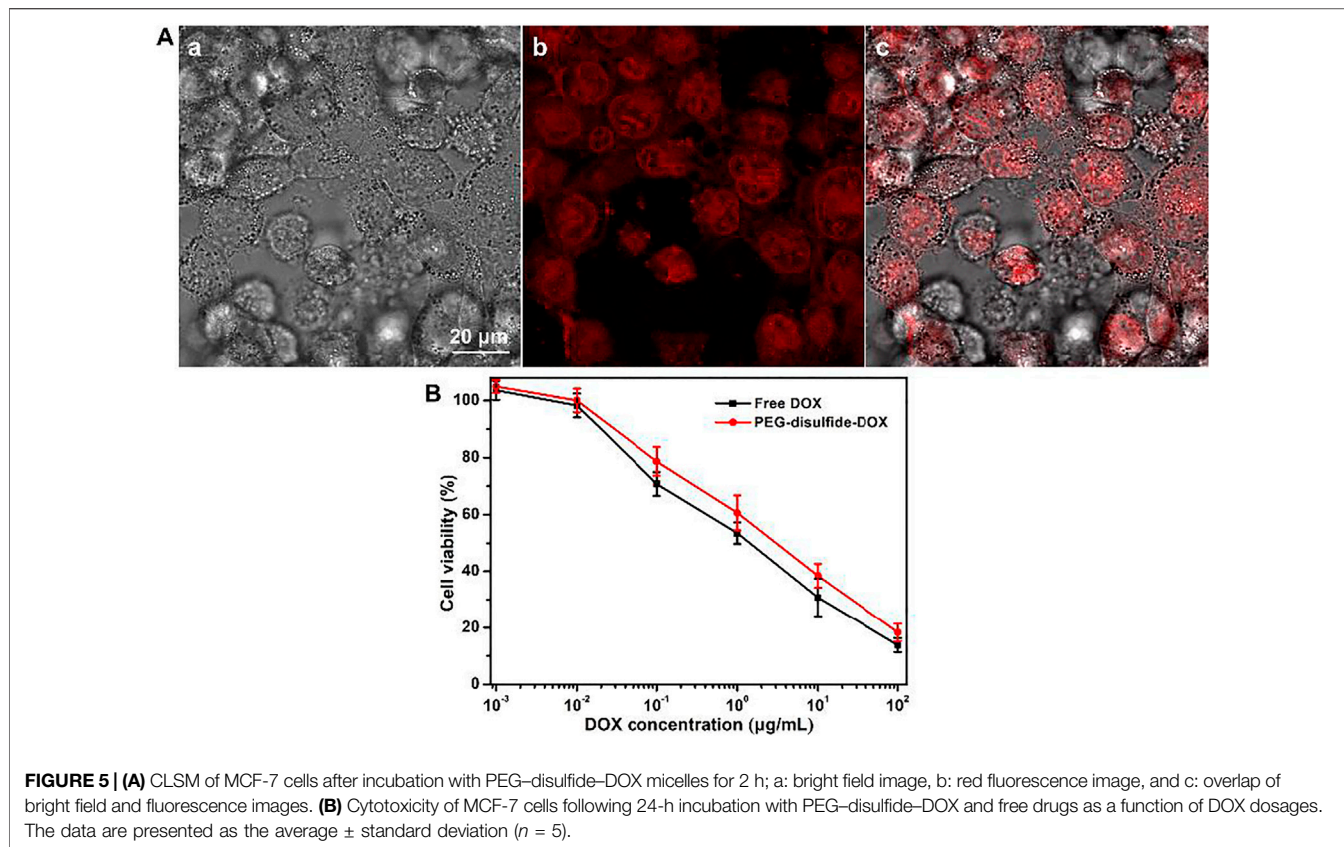 A
a
b
c
20 µm
B
Free DOX
PEG-disulfide-DOX
100
80
60
40
20
0
Cell viability (%)
10⁻³ 10⁻² 10⁻¹ 10⁰ 10¹ 10²
DOX concentration (µg/mL)
FIGURE 5 | (A) CLSM of MCF-7 cells after incubation with PEG–disulfide–DOX micelles for 2 h; a: bright field image, b: red fluorescence image, and c: overlap of
bright field and fluorescence images. (B) Cytotoxicity of MCF-7 cells following 24-h incubation with PEG–disulfide–DOX and free drugs as a function of DOX dosages.
The data are presented as the average ± standard deviation (n = 5).